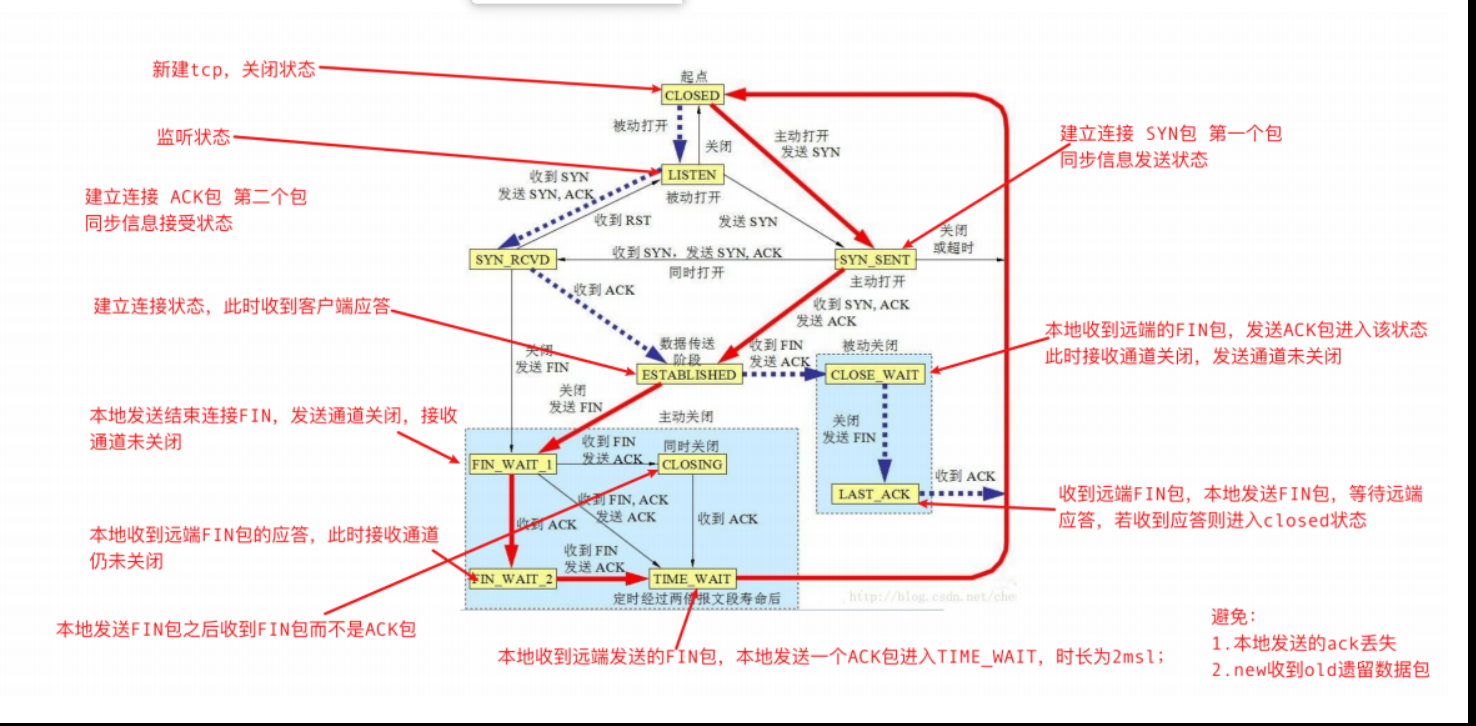 新建tcp，关闭状态
起点
CLOSED
被动打开
关闭
主动打开
发送 SYN
监听状态
LISTEN
被动打开
建立连接 SYN包 第一个包
同步信息发送状态
建立连接 ACK包 第二个包
同步信息接受状态
收到 SYN
发送 SYN, ACK
收到 RST
发送 SYN
关闭
或超时
SYN_RCVD
收到 SYN，发送 SYN, ACK
同时打开
SYN_SENT
主动打开
收到 ACK
收到 SYN, ACK
发送 ACK
建立连接状态，此时收到客户端应答
关闭
发送 FIN
数据传送
阶段
ESTABLISHED
收到 FIN
发送 ACK
被动关闭
CLOSE_WAIT
本地收到远端的FIN包，发送ACK包进入该状态
此时接收通道关闭，发送通道未关闭
关闭
发送 FIN
主动关闭
关闭
发送 FIN
本地发送结束连接FIN，发送通道关闭，接收
通道未关闭
FIN_WAIT_1
收到 FIN
发送 ACK
同时关闭
CLOSING
LAST_ACK
收到 ACK
收到远端FIN包，本地发送FIN包，等待远端
应答，若收到应答则进入closed状态
本地收到远端FIN包的应答，此时接收通道
仍未关闭
收到 ACK
收到 FIN, ACK
发送 ACK
收到 ACK
收到 FIN
发送 ACK
FIN_WAIT_2
TIME_WAIT
定时经过两倍报文段寿命后
http://blog.csdn.net/che
本地发送FIN包之后收到FIN包而不是ACK包
本地收到远端发送的FIN包，本地发送一个ACK包进入TIME_WAIT，时长为2msl；
避免：
1.本地发送的ack丢失
2.new收到old遗留数据包